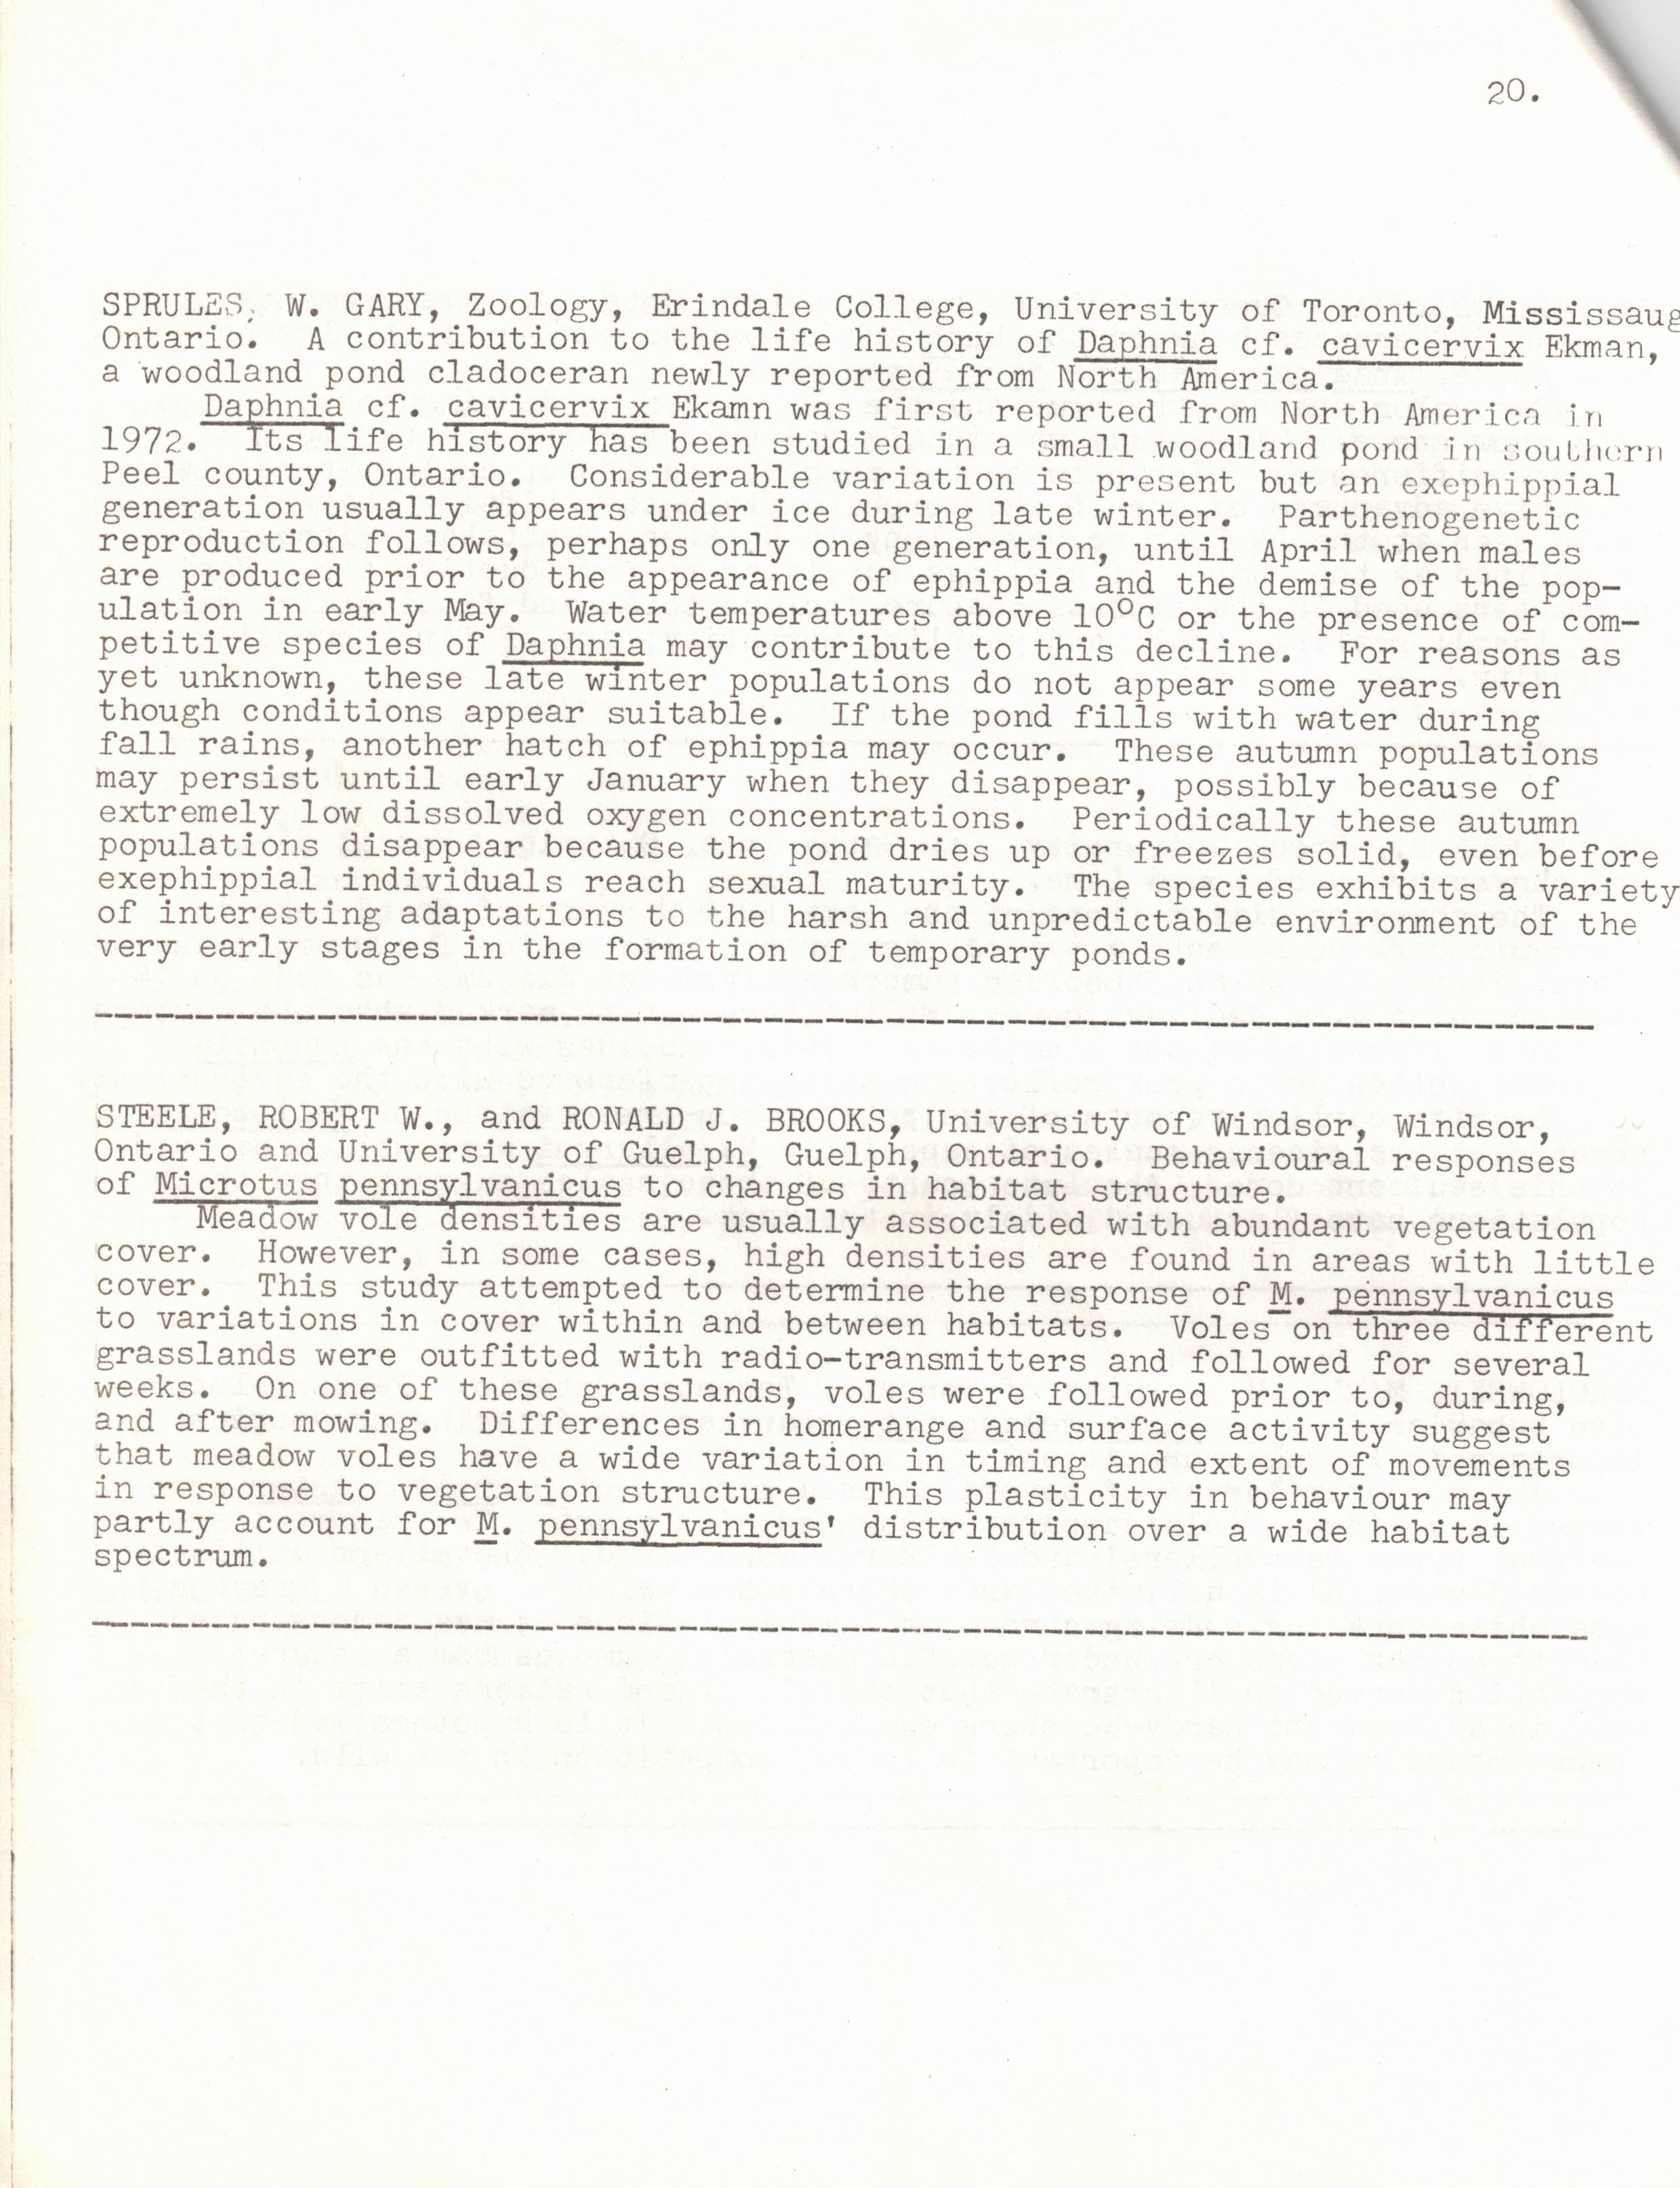 20.
SPRULES, W. GARY, Zoology, Erindale College, University of Toronto, Mississaug
Ontario. A contribution to the life history of Daphnia cf. cavicervix Ekman,
a woodland pond cladoceran newly reported from North America.
Daphnia cf. cavicervix Ekamn was first reported from North America in
1972. Its life history has been studied in a small woodland pond in southern
Peel county, Ontario. Considerable variation is present but an exephippial
generation usually appears under ice during late winter. Parthenogenetic
reproduction follows, perhaps only one generation, until April when males
are produced prior to the appearance of ephippia and the demise of the pop-
ulation in early May. Water temperatures above 10°C or the presence of com-
petitive species of Daphnia may contribute to this decline. For reasons as
yet unknown, these late winter populations do not appear some years even
though conditions appear suitable. If the pond fills with water during
fall rains, another hatch of ephippia may occur. These autumn populations
may persist until early January when they disappear, possibly because of
extremely low dissolved oxygen concentrations. Periodically these autumn
populations disappear because the pond dries up or freezes solid, even before
exephippial individuals reach sexual maturity. The species exhibits a variety
of interesting adaptations to the harsh and unpredictable environment of the
very early stages in the formation of temporary ponds.
STEELE, ROBERT W., and RONALD J. BROOKS, University of Windsor, Windsor,
Ontario and University of Guelph, Guelph, Ontario. Behavioural responses
of Microtus pennsylvanicus to changes in habitat structure.
Meadow vole densities are usually associated with abundant vegetation
cover. However, in some cases, high densities are found in areas with little
cover. This study attempted to determine the response of M. pennsylvanicus
to variations in cover within and between habitats. Voles on three different
grasslands were outfitted with radio-transmitters and followed for several
weeks. On one of these grasslands, voles were followed prior to, during,
and after mowing. Differences in homerange and surface activity suggest
that meadow voles have a wide variation in timing and extent of movements
in response to vegetation structure. This plasticity in behaviour may
partly account for M. pennsylvanicus' distribution over a wide habitat
spectrum.